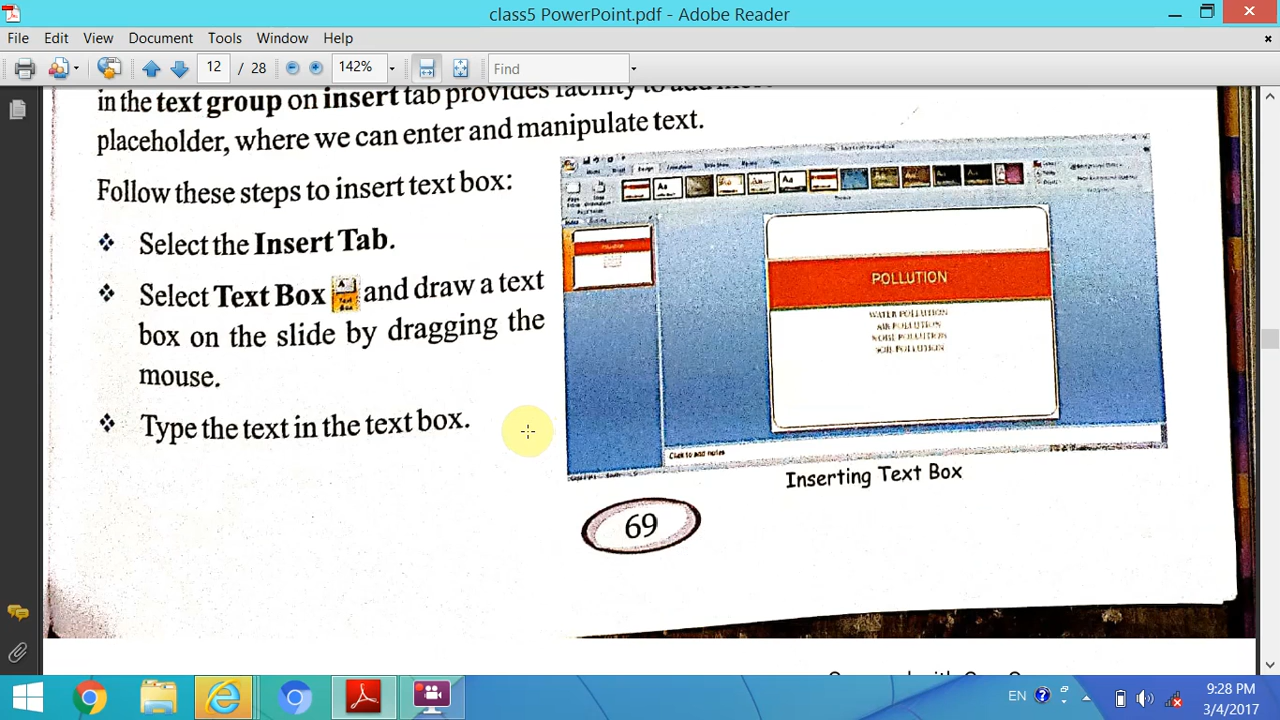 class5 PowerPoint.pdf - Adobe Reader
File Edit View Document Tools Window Help
12 / 28 142% Find
in the text group on insert tab provides facility to add
placeholder, where we can enter and manipulate text.
Follow these steps to insert text box:
Select the Insert Tab.
Select Text Box and draw a text
box on the slide by dragging the
mouse.
Type the text in the text box.
POLLUTION
WATER POLLUTION
AIR POLLUTION
SOIL POLLUTION
Click to add notes
Inserting Text Box
69
EN
9:28 PM
3/4/2017